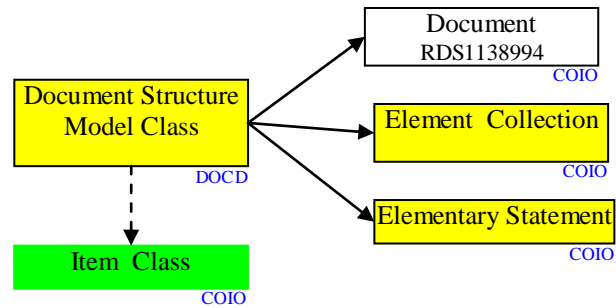 Document
RDS1138994
COIO
Document Structure
Model Class
DOCD
Element Collection
COIO
Elementary Statement
COIO
Item Class
COIO